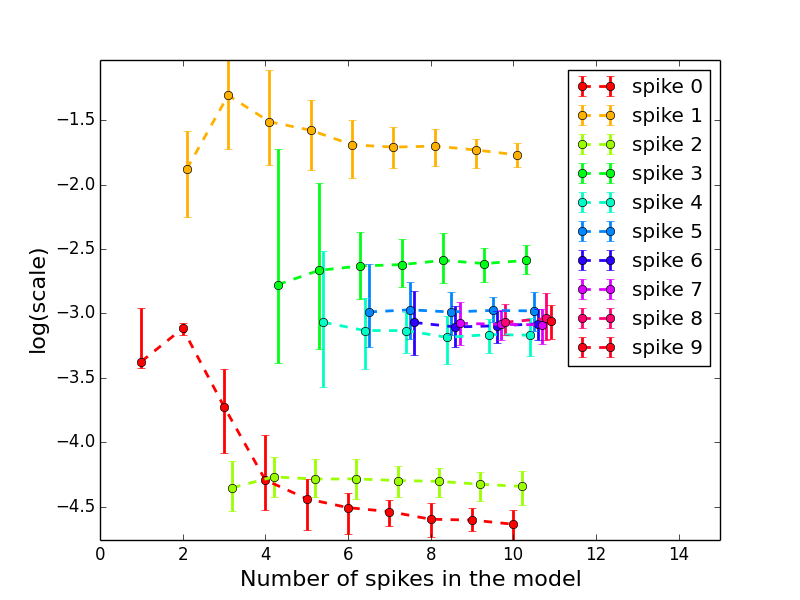 −1.5
−2.0
−2.5
−3.0
−3.5
−4.0
−4.5
log(scale)
0
2
4
6
8
10
12
14
Number of spikes in the model
spike 0
spike 1
spike 2
spike 3
spike 4
spike 5
spike 6
spike 7
spike 8
spike 9